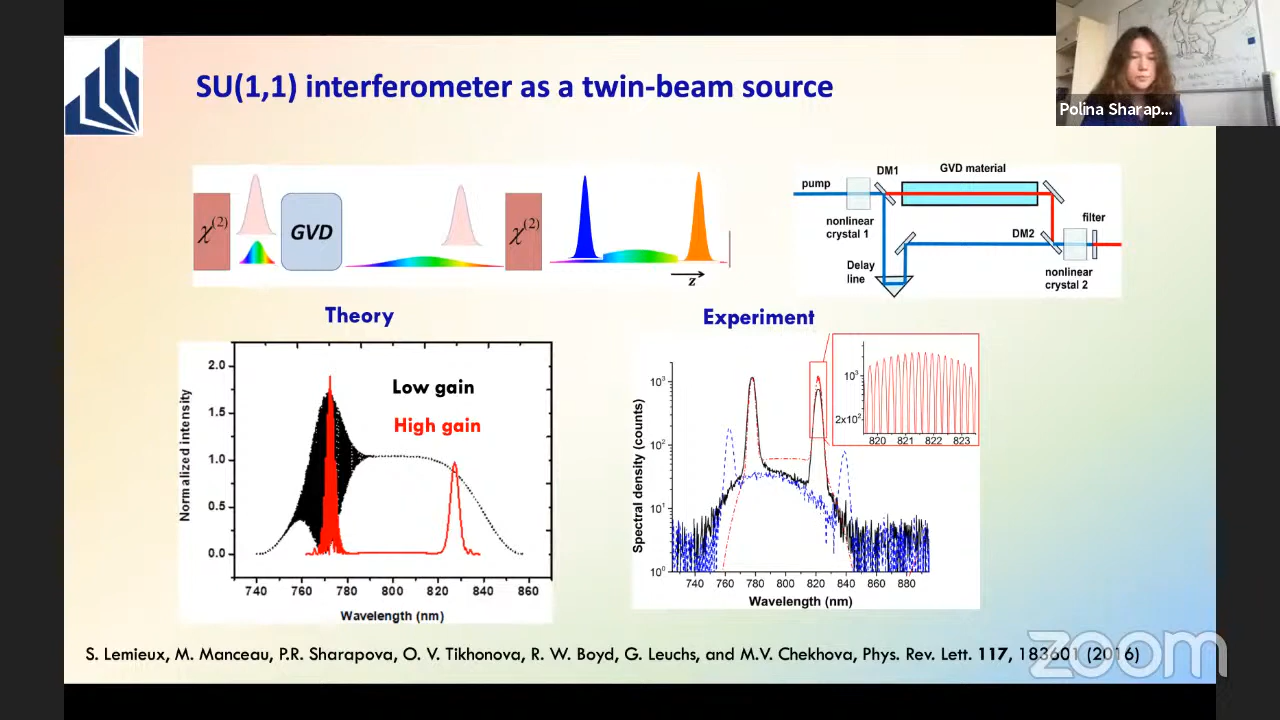 SU(1,1) interferometer as a twin-beam source
Polina Sharap...
χ(2)
GVD
χ(2)
z
pump
DM1
GVD material
nonlinear
crystal 1
DM2
filter
Delay
line
nonlinear
crystal 2
Theory
Experiment
Normalized intensity
2.0
1.5
1.0
0.5
0.0
Low gain
High gain
740 760 780 800 820 840 860
Wavelength (nm)
Spectral density (counts)
10³
10²
10¹
10⁰
740 760 780 800 820 840 860 880
Wavelength (nm)
10³
2x10²
820 821 822 823
S. Lemieux, M. Manceau, P.R. Sharapova, O. V. Tikhonova, R. W. Boyd, G. Leuchs, and M.V. Chekhova, Phys. Rev. Lett. 117, 183601 (2016)
zoom